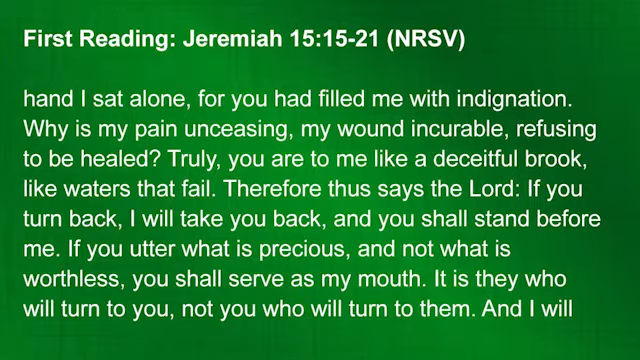 First Reading: Jeremiah 15:15-21 (NRSV)
hand I sat alone, for you had filled me with indignation.
Why is my pain unceasing, my wound incurable, refusing
to be healed? Truly, you are to me like a deceitful brook,
like waters that fail. Therefore thus says the Lord: If you
turn back, I will take you back, and you shall stand before
me. If you utter what is precious, and not what is
worthless, you shall serve as my mouth. It is they who
will turn to you, not you who will turn to them. And I will